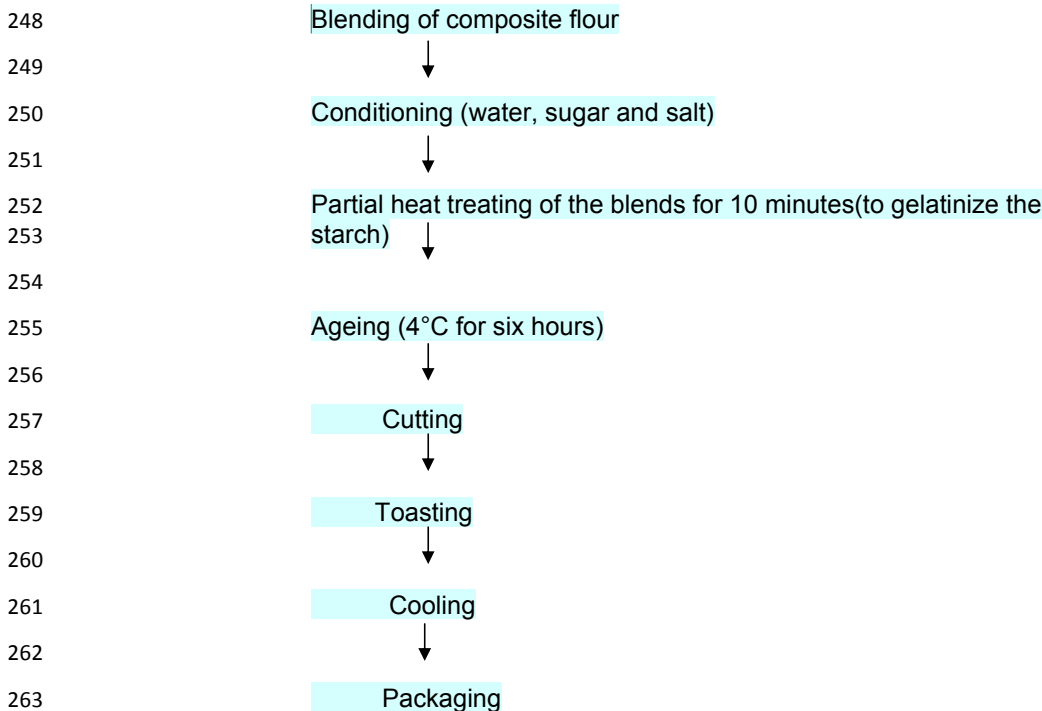 248 Blending of composite flour
249
250 Conditioning (water, sugar and salt)
251
252 Partial heat treating of the blends for 10 minutes(to gelatinize the
253 starch)
254
255 Ageing (4°C for six hours)
256
257 Cutting
258
259 Toasting
260
261 Cooling
262
263 Packaging